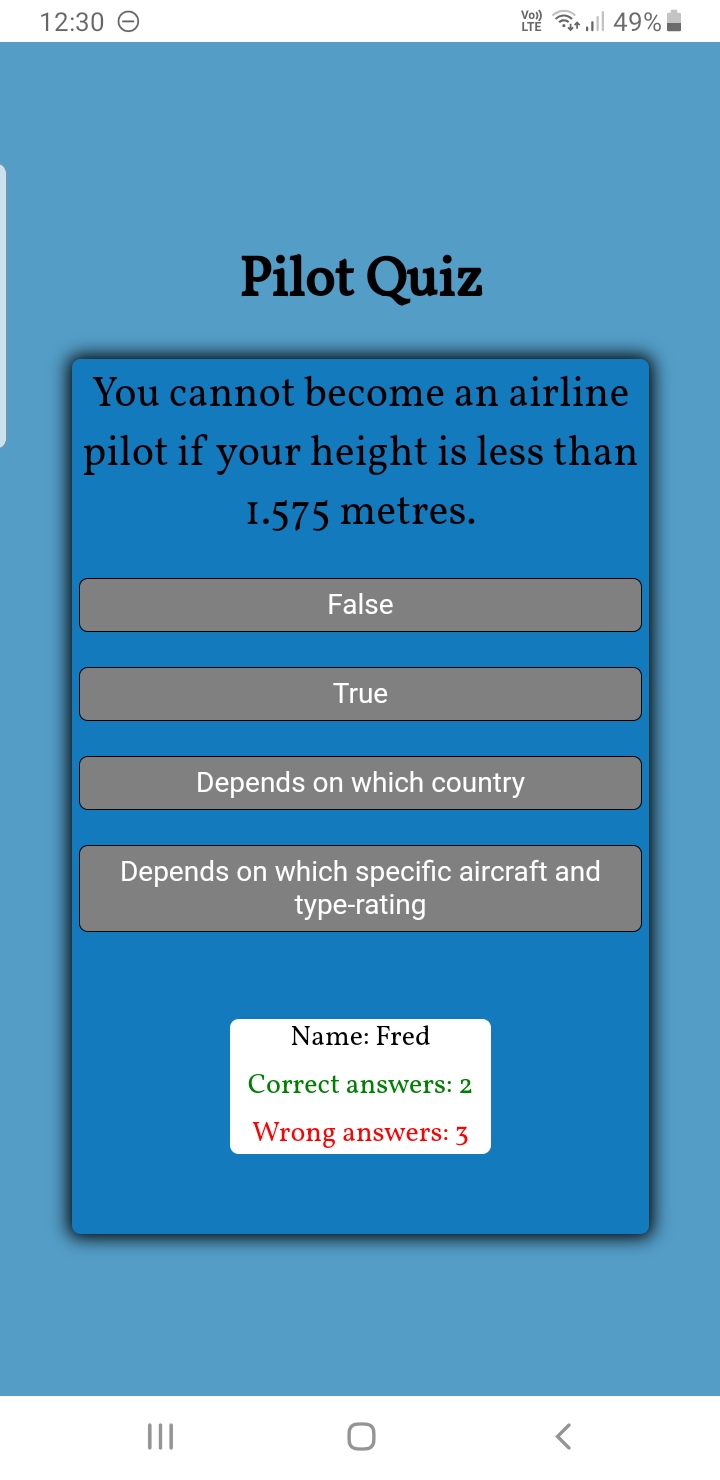 12:30
Vo)) LTE 49%
Pilot Quiz
You cannot become an airline
pilot if your height is less than
1.575 metres.
False
True
Depends on which country
Depends on which specific aircraft and
type-rating
Name: Fred
Correct answers: 2
Wrong answers: 3